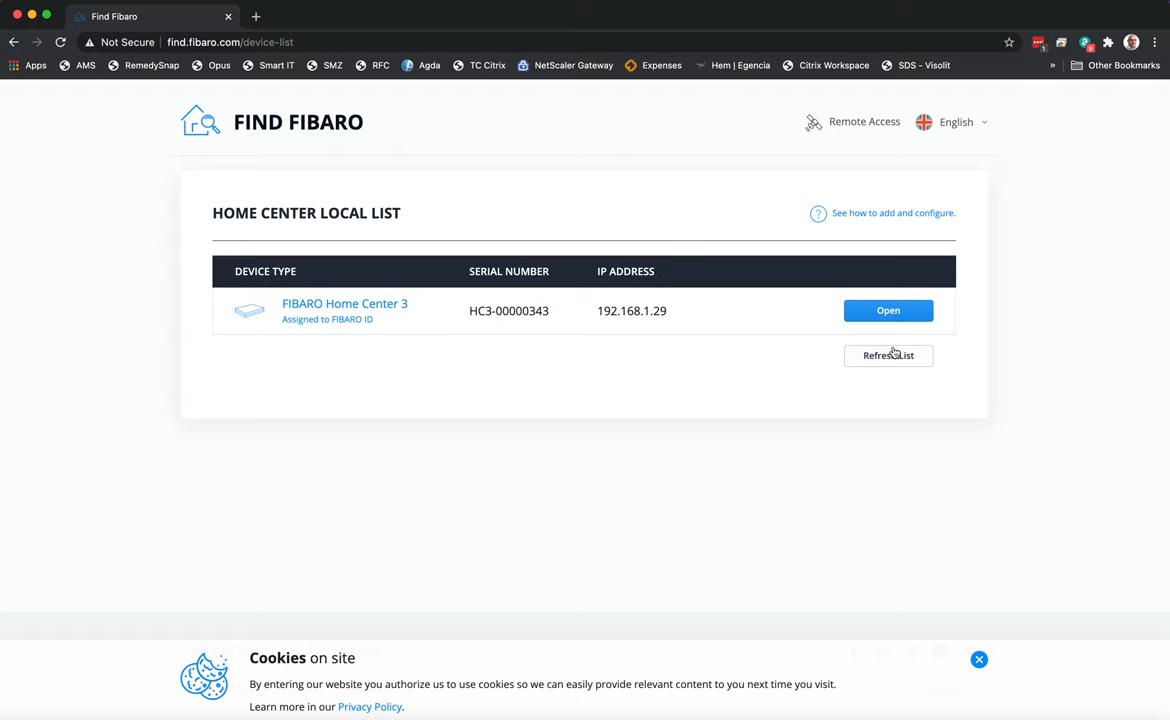 Find Fibaro
Not Secure
find.fibaro.com/device-list
1
9
Apps
AMS
RemedySnap
Opus
Smart IT
SMZ
RFC
Agda
TC Citrix
NetScaler Gateway
Expenses
Hem | Egencia
Citrix Workspace
SDS - Visolit
»
Other Bookmarks
FIND FIBARO
Remote Access
English
HOME CENTER LOCAL LIST
? See how to add and configure.
DEVICE TYPE
SERIAL NUMBER
IP ADDRESS
FIBARO Home Center 3
Assigned to FIBARO ID
HC3-00000343
192.168.1.29
Open
Refresh List
Cookies on site
By entering our website you authorize us to use cookies so we can easily provide relevant content to you next time you visit.
Learn more in our Privacy Policy.